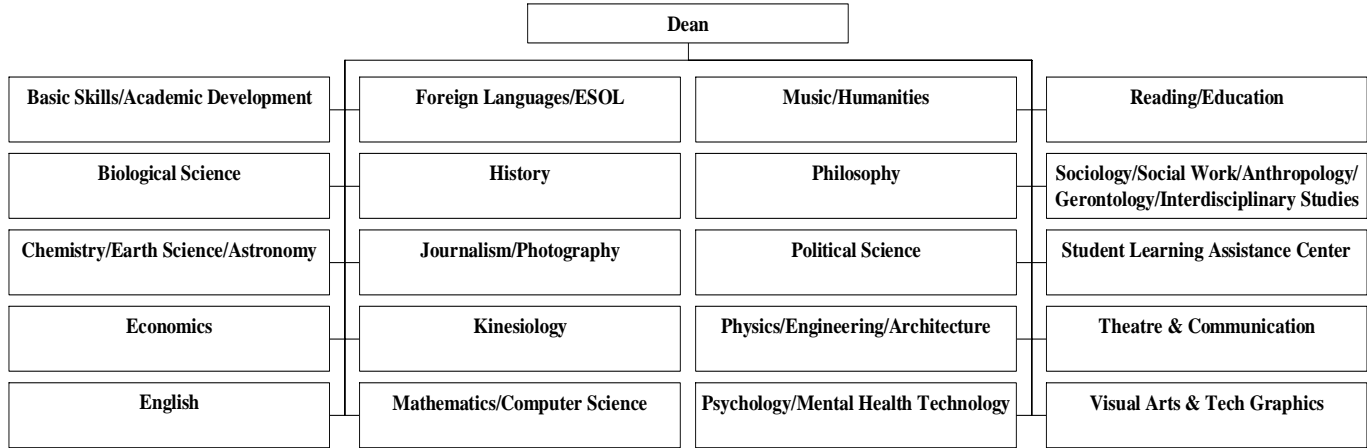 Dean
Basic Skills/Academic Development
Foreign Languages/ESOL
Music/Humanities
Reading/Education
Biological Science
History
Philosophy
Sociology/Social Work/Anthropology/
Gerontology/Interdisciplinary Studies
Chemistry/Earth Science/Astronomy
Journalism/Photography
Political Science
Student Learning Assistance Center
Economics
Kinesiology
Physics/Engineering/Architecture
Theatre & Communication
English
Mathematics/Computer Science
Psychology/Mental Health Technology
Visual Arts & Tech Graphics